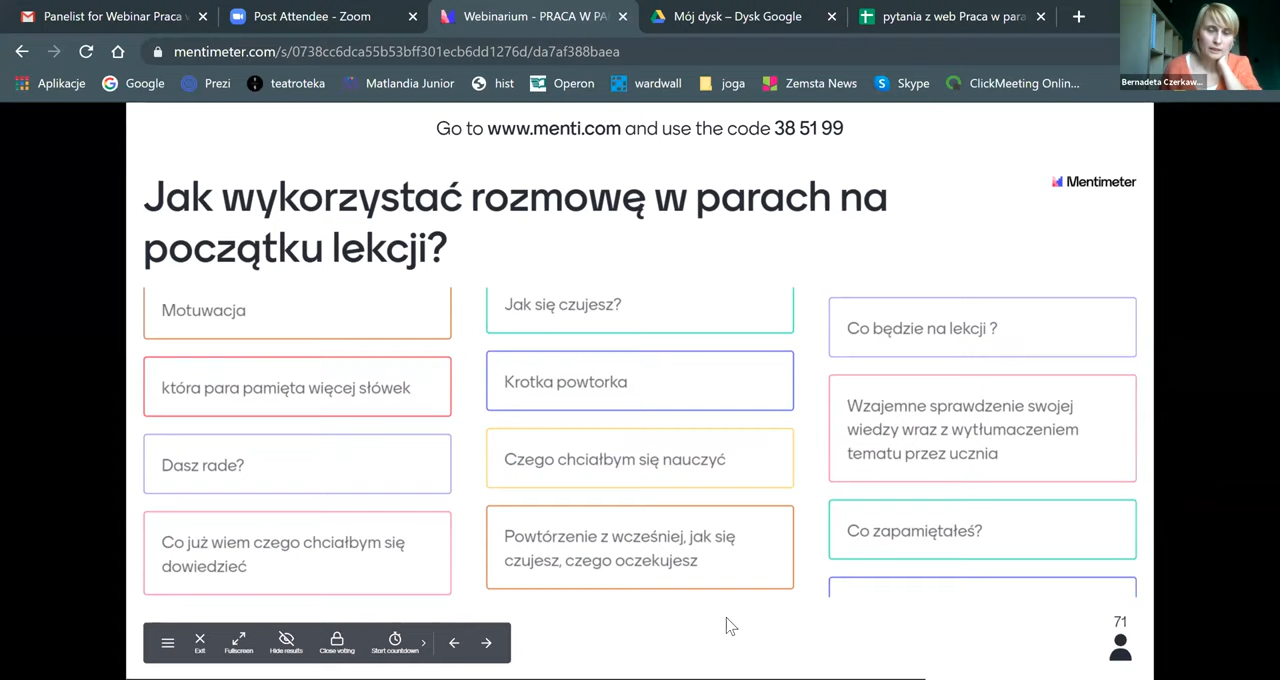 Panelist for Webinar Praca w
Post Attendee - Zoom
Webinarium - PRACA W PA
Mój dysk – Dysk Google
pytania z web Praca w para
mentimeter.com/s/0738cc6dca55b53bff301ecb6dd1276d/da7af388baea
Aplikacje
Google
Prezi
teatroteka
Matlandia Junior
hist
Operon
wardwall
joga
Zemsta News
Skype
ClickMeeting Onlin...
Bernadeta Czerkaw...
Go to www.menti.com and use the code 38 51 99
Mentimeter
Jak wykorzystać rozmowę w parach na
początku lekcji?
Motuwacja
która para pamięta więcej słówek
Dasz rade?
Co już wiem czego chciałbym się
dowiedzieć
Jak się czujesz?
Krotka powtorka
Czego chciałbym się nauczyć
Powtórzenie z wcześniej, jak się
czujesz, czego oczekujesz
Co będzie na lekcji ?
Wzajemne sprawdzenie swojej
wiedzy wraz z wytłumaczeniem
tematu przez ucznia
Co zapamiętałeś?
Exit
Fullscreen
Hide results
Close voting
Start countdown
71